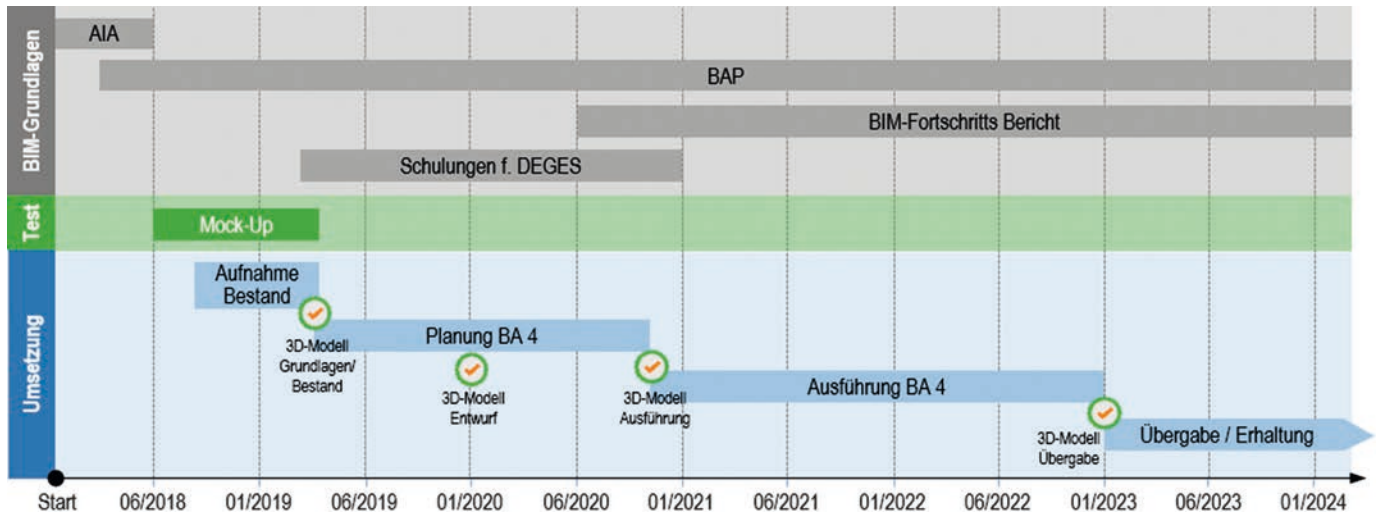 BIM-Grundlagen
AIA
BAP
BIM-Fortschritts Bericht
Schulungen f. DEGES
Test
Mock-Up
Umsetzung
Aufnahme
Bestand
3D-Modell
Grundlagen/
Bestand
Planung BA 4
3D-Modell
Entwurf
3D-Modell
Ausführung
Ausführung BA 4
3D-Modell
Übergabe
Übergabe / Erhaltung
Start 06/2018 01/2019 06/2019 01/2020 06/2020 01/2021 06/2021 01/2022 06/2022 01/2023 06/2023 01/2024